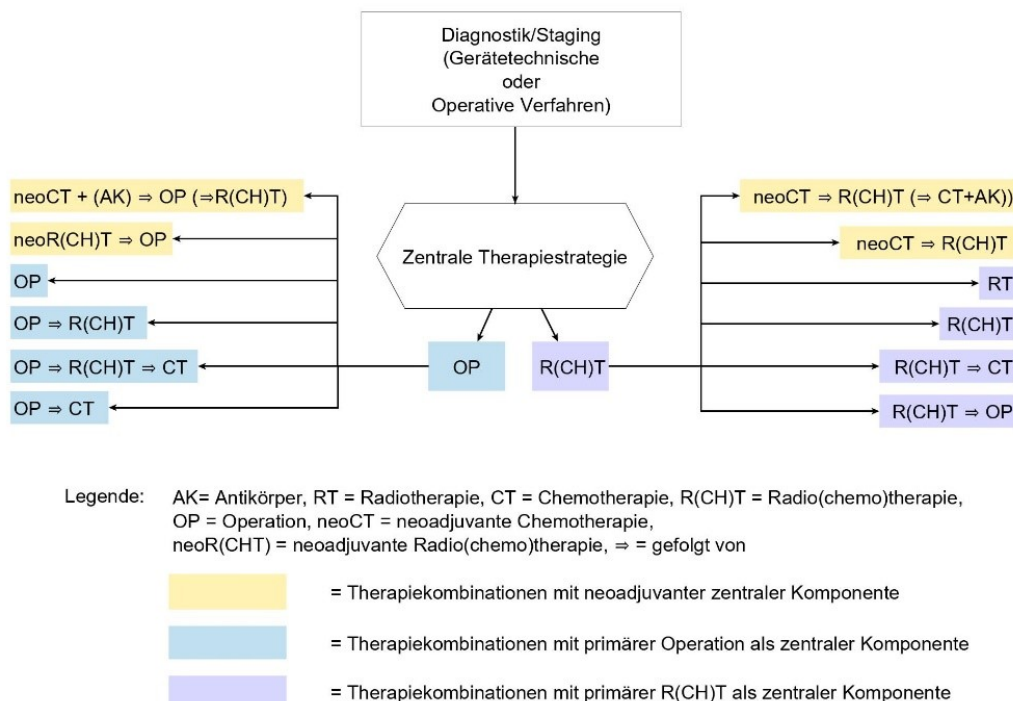 Diagnostik/Staging
(Gerätetechnische
oder
Operative Verfahren)
Zentrale Therapiestrategie
OP
R(CH)T
neoCT + (AK) ⇒ OP (⇒R(CH)T)
neoR(CH)T ⇒ OP
OP
OP ⇒ R(CH)T
OP ⇒ R(CH)T ⇒ CT
OP ⇒ CT
neoCT ⇒ R(CH)T (⇒ CT+AK))
neoCT ⇒ R(CH)T
RT
R(CH)T
R(CH)T ⇒ CT
R(CH)T ⇒ OP
Legende: AK= Antikörper, RT = Radiotherapie, CT = Chemotherapie, R(CH)T = Radio(chemo)therapie,
OP = Operation, neoCT = neoadjuvante Chemotherapie,
neoR(CHT) = neoadjuvante Radio(chemo)therapie, ⇒ = gefolgt von
= Therapiekombinationen mit neoadjuvanter zentraler Komponente
= Therapiekombinationen mit primärer Operation als zentraler Komponente
= Therapiekombinationen mit primärer R(CH)T als zentraler Komponente